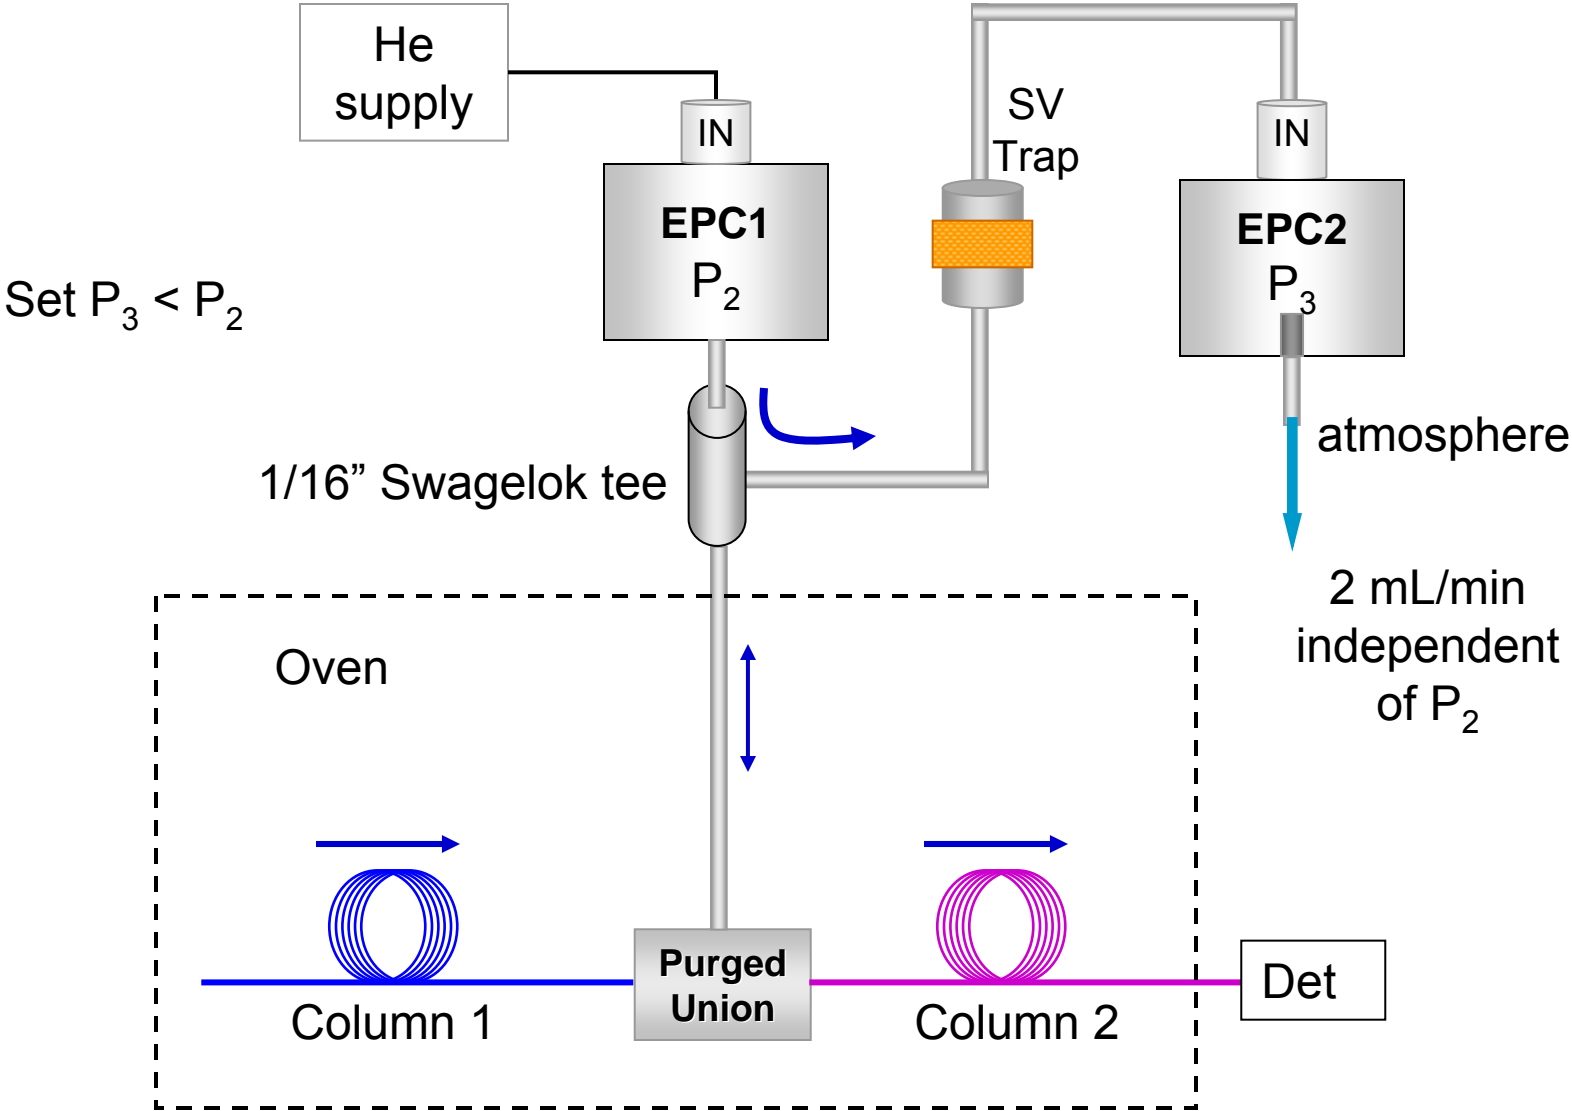 He
supply
IN
SV
Trap
IN
EPC1
P₂
EPC2
P₃
Set P₃ < P₂
atmosphere
1/16” Swagelok tee
2 mL/min
independent
of P₂
Oven
Purged
Union
Det
Column 1
Column 2